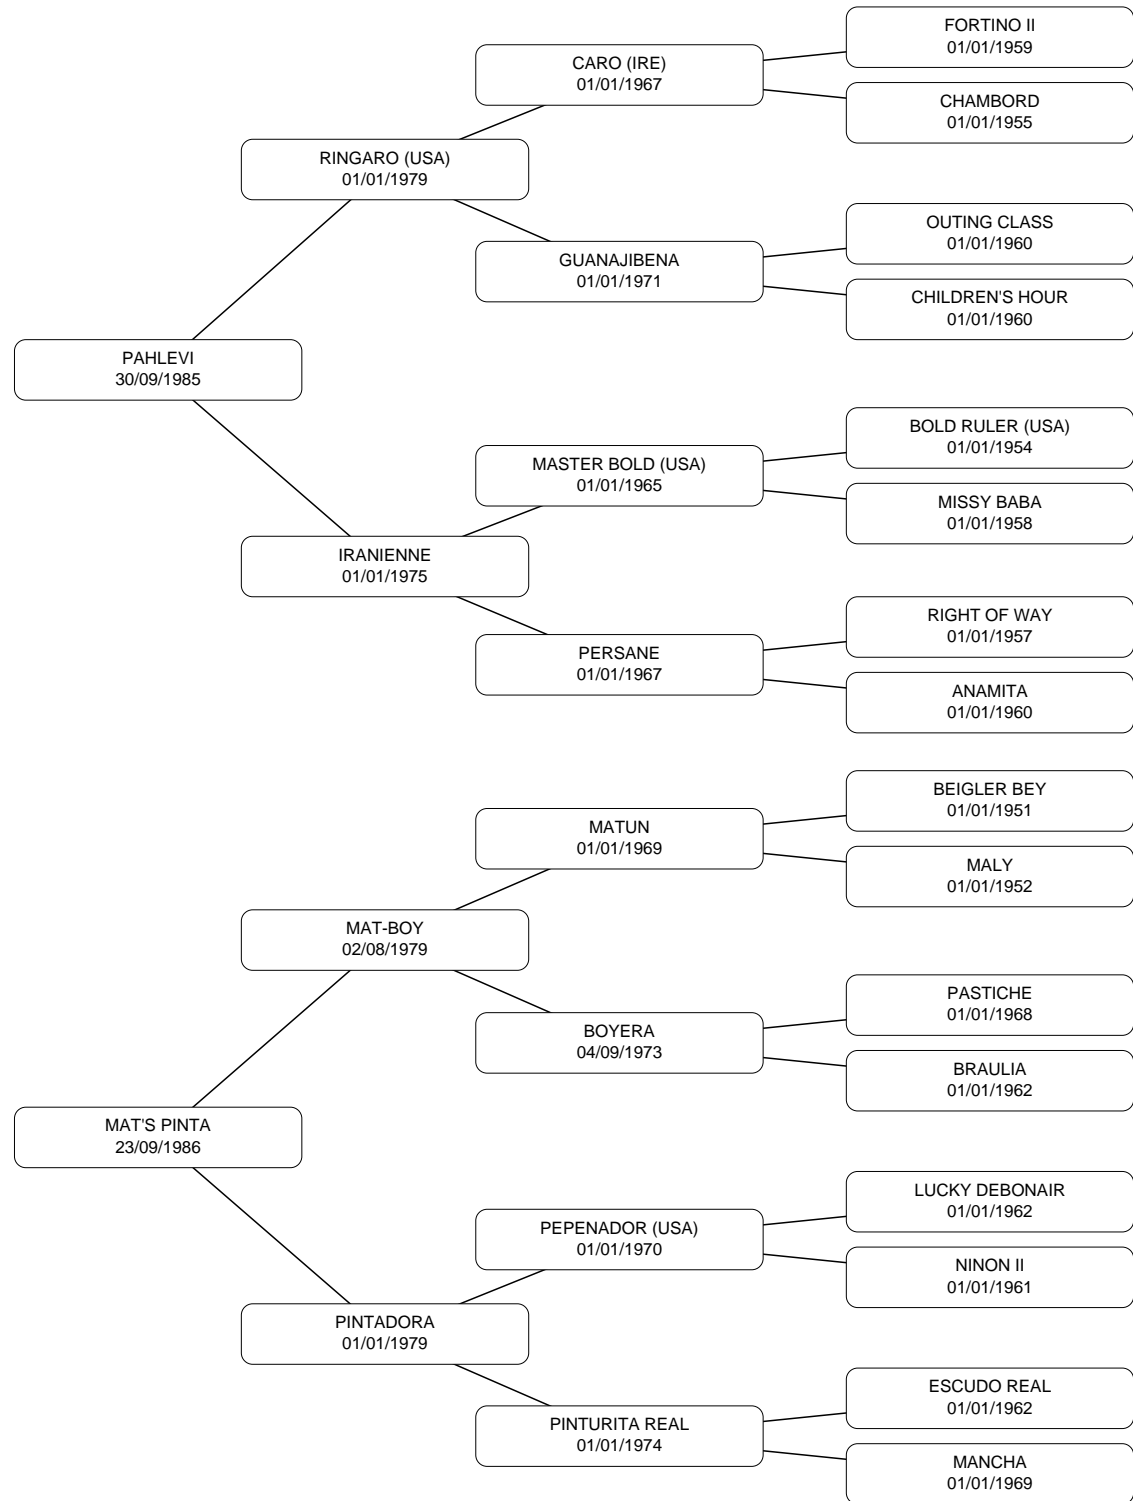 FORTINO II
01/01/1959
CARO (IRE)
01/01/1967
CHAMBORD
01/01/1955
RINGARO (USA)
01/01/1979
OUTING CLASS
01/01/1960
GUANAJIBENA
01/01/1971
CHILDREN'S HOUR
01/01/1960
PAHLEVI
30/09/1985
BOLD RULER (USA)
01/01/1954
MASTER BOLD (USA)
01/01/1965
MISSY BABA
01/01/1958
IRANIENNE
01/01/1975
RIGHT OF WAY
01/01/1957
PERSANE
01/01/1967
ANAMITA
01/01/1960
BEIGLER BEY
01/01/1951
MATUN
01/01/1969
MALY
01/01/1952
MAT-BOY
02/08/1979
PASTICHE
01/01/1968
BOYERA
04/09/1973
BRAULIA
01/01/1962
MAT'S PINTA
23/09/1986
LUCKY DEBONAIR
01/01/1962
PEPENADOR (USA)
01/01/1970
NINON II
01/01/1961
PINTADORA
01/01/1979
ESCUDO REAL
01/01/1962
PINTURITA REAL
01/01/1974
MANCHA
01/01/1969